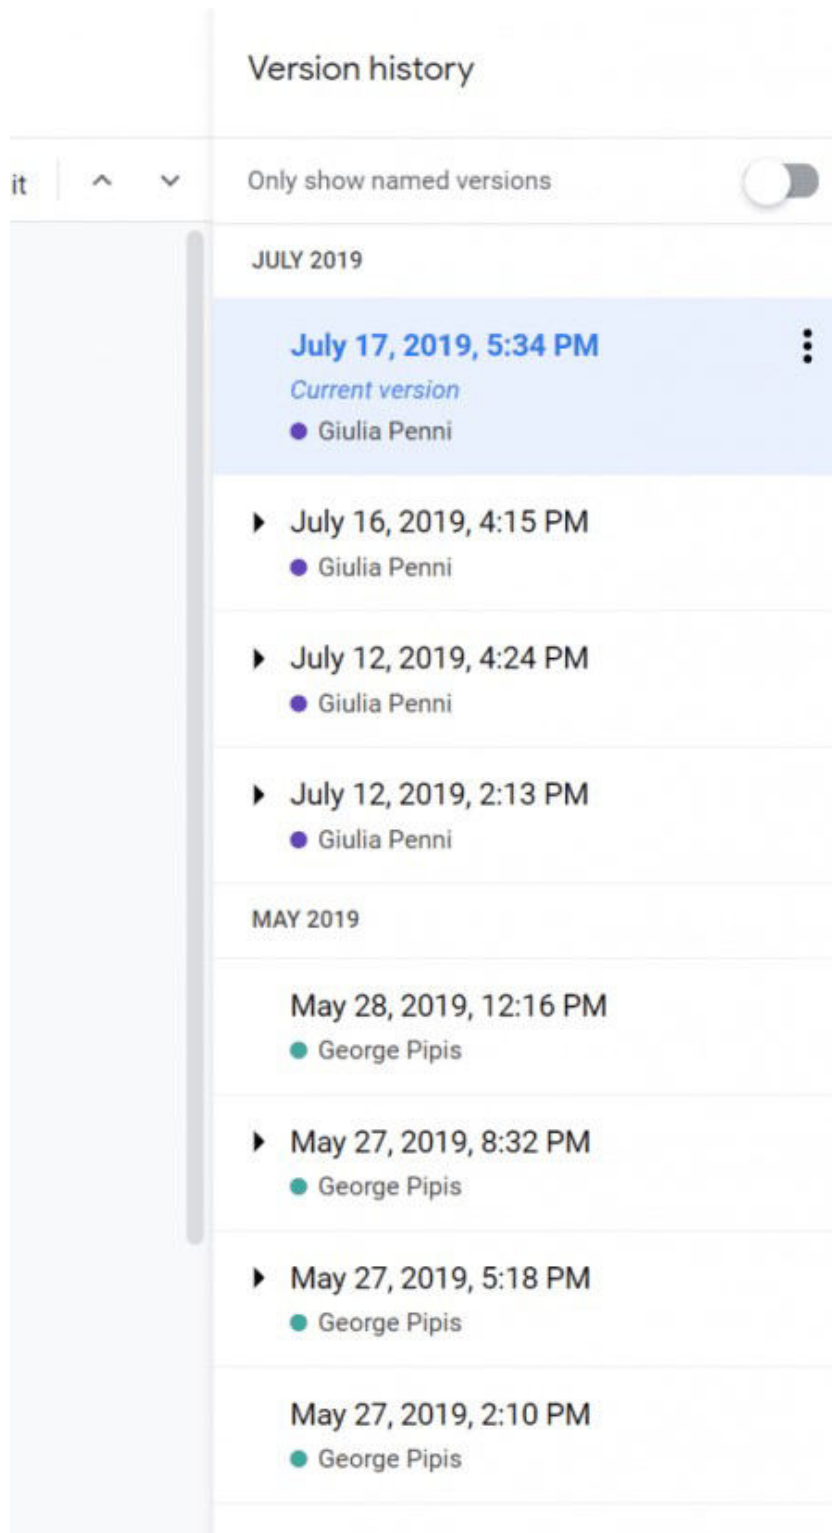 Version history
it
Only show named versions
JULY 2019
July 17, 2019, 5:34 PM
Current version
Giulia Penni
July 16, 2019, 4:15 PM
Giulia Penni
July 12, 2019, 4:24 PM
Giulia Penni
July 12, 2019, 2:13 PM
Giulia Penni
MAY 2019
May 28, 2019, 12:16 PM
George Pipis
May 27, 2019, 8:32 PM
George Pipis
May 27, 2019, 5:18 PM
George Pipis
May 27, 2019, 2:10 PM
George Pipis